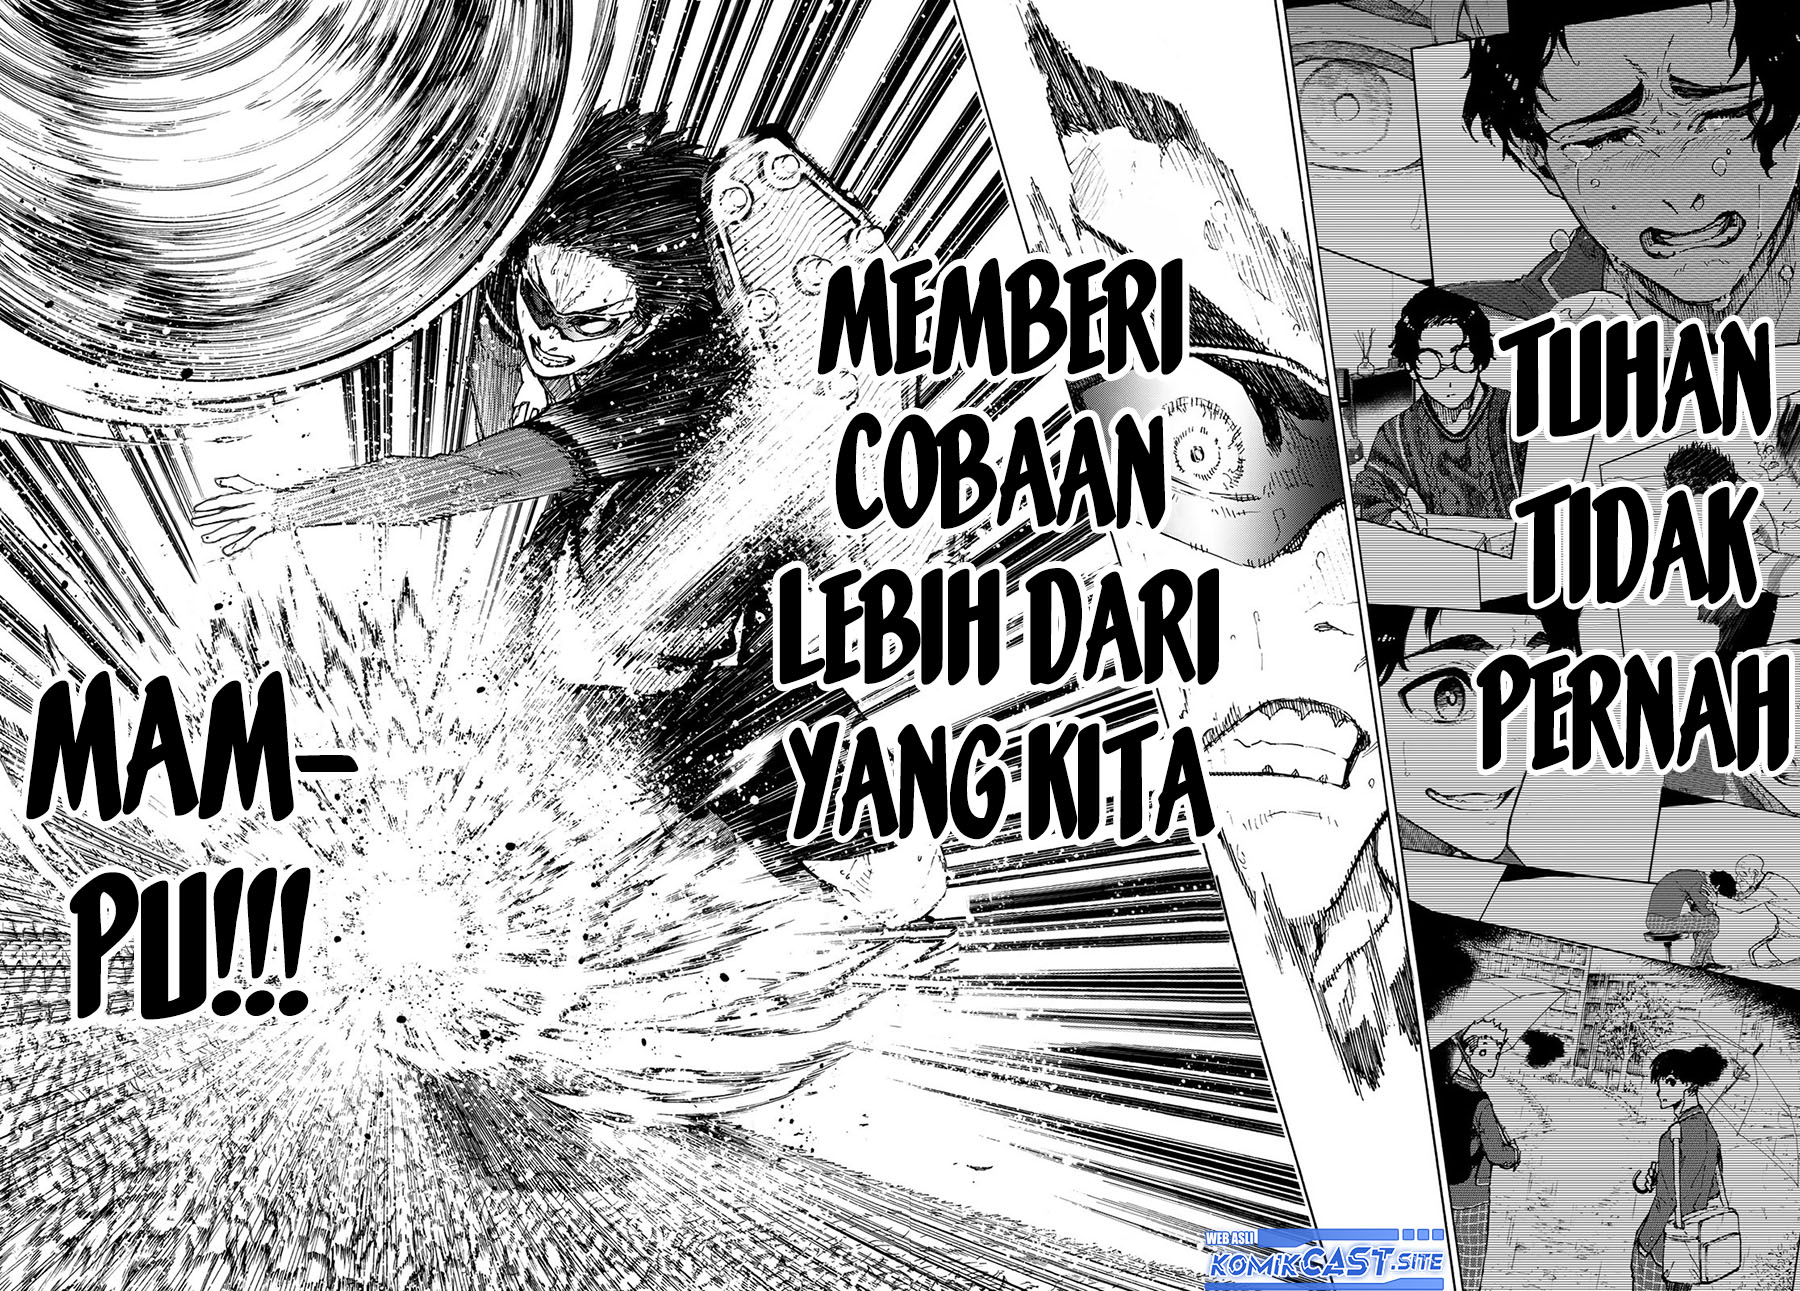 TUHAN
TIDAK
PERNAH
MEMBERI
COBAAN
LEBIH DARI
YANG KITA
MAM-
PU!!!
WEB ASLI
KOMIKCAST.SITE